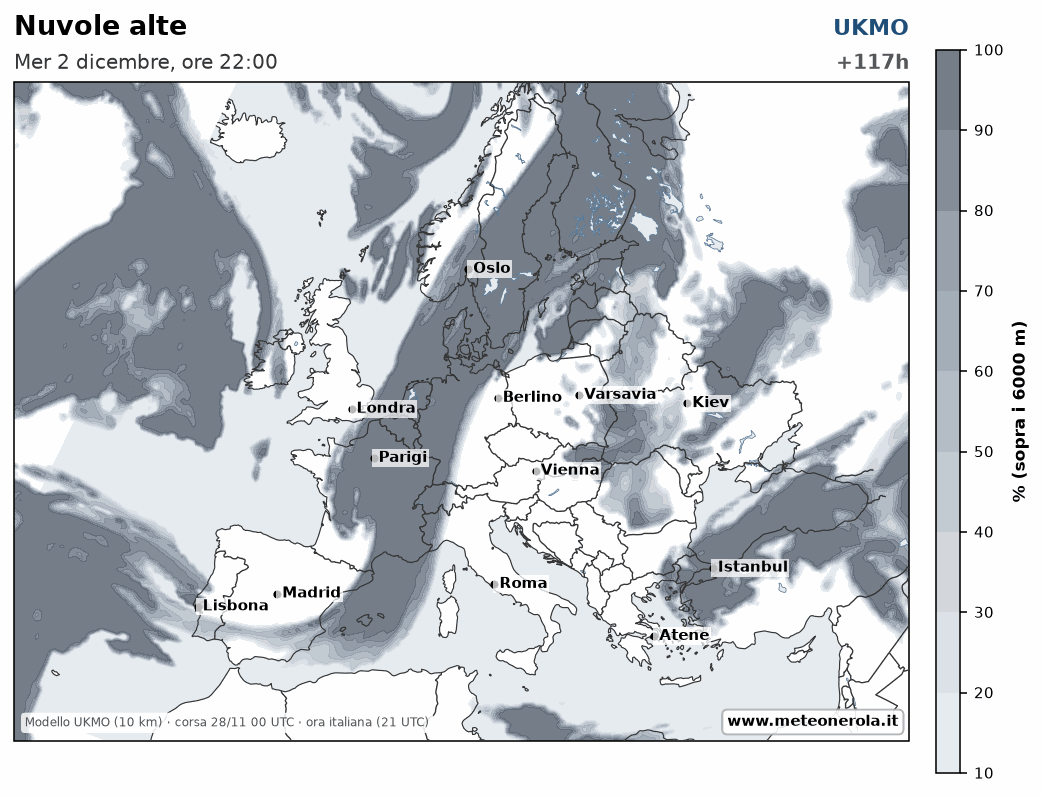 Nuvole alte
UKMO
Mer 2 dicembre, ore 22:00
+117h
100
90
80
70
60
50
40
30
20
10
% (sopra i 6000 m)
Oslo
Berlino
Varsavia
Kiev
Londra
Parigi
Vienna
Istanbul
Roma
Madrid
Lisbona
Atene
Modello UKMO (10 km) · corsa 28/11 00 UTC · ora italiana (21 UTC)
www.meteonerola.it